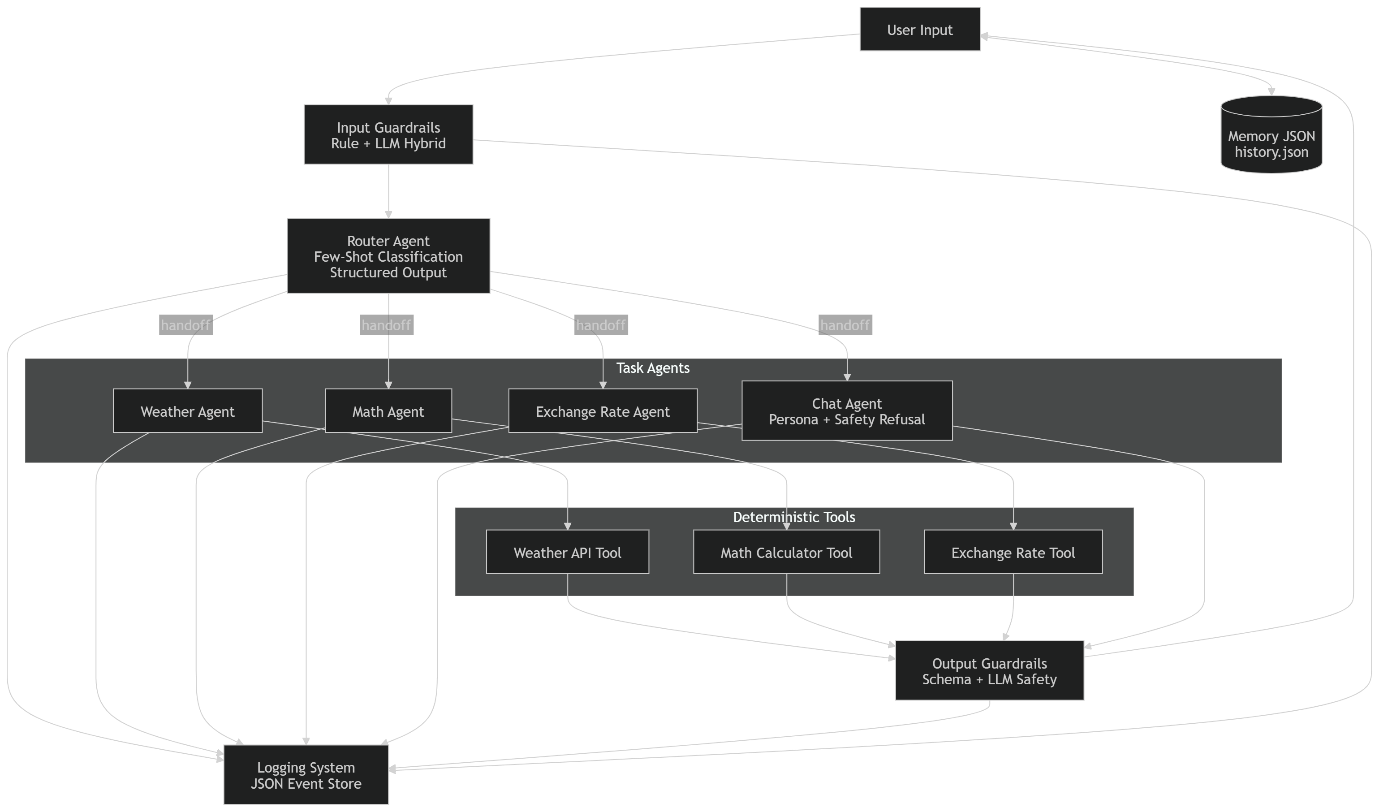 User Input
Memory JSON
history.json
Input Guardrails
Rule + LLM Hybrid
Router Agent
Few-Shot Classification
Structured Output
handoff
handoff
handoff
handoff
Task Agents
Weather Agent
Math Agent
Exchange Rate Agent
Chat Agent
Persona + Safety Refusal
Deterministic Tools
Weather API Tool
Math Calculator Tool
Exchange Rate Tool
Output Guardrails
Schema + LLM Safety
Logging System
JSON Event Store